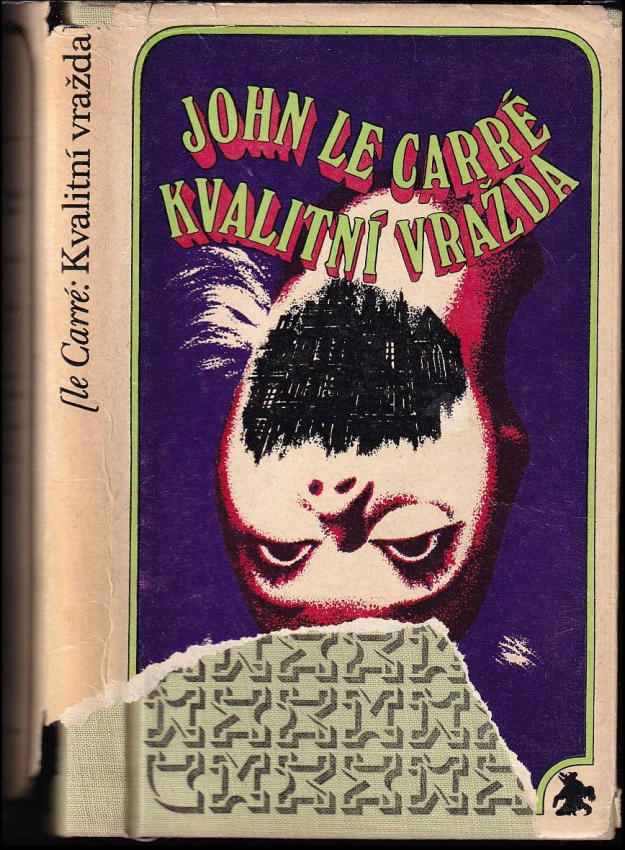 [le Carré: Kvalitní vražda]
JOHN LE CARRÉ
KVALITNÍ VRAŽDA